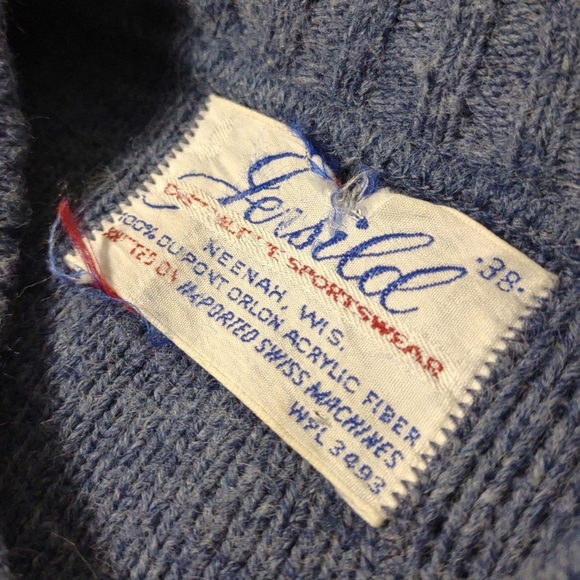 Jersild
·38·
SPORTSWEAR
NEENAH, WIS.
100% DUPONT ORLON ACRYLIC FIBER
ON IMPORTED SWISS MACHINES
WPL 3493